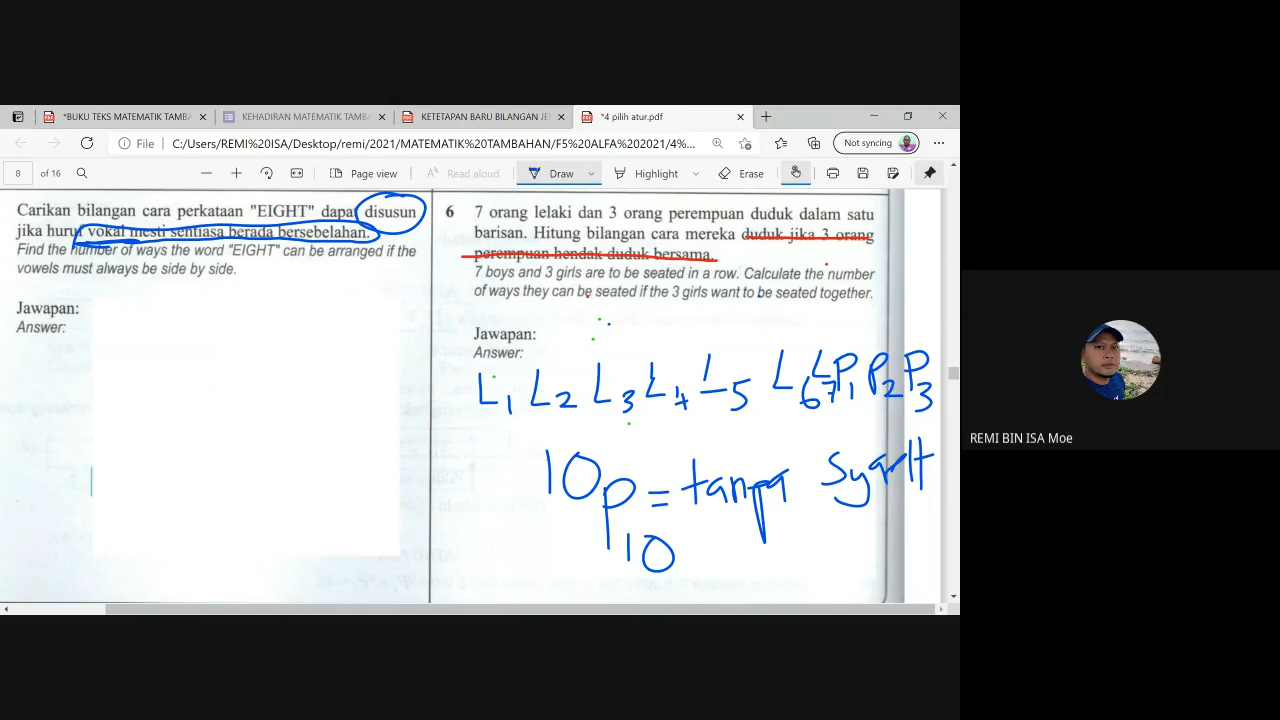 *BUKU TEKS MATEMATIK TAMBA
KEHADIRAN MATEMATIK TAMB
KETETAPAN BARU BILANGAN JE
*4 pilih atur.pdf
File
C:/Users/REMI%20ISA/Desktop/remi/2021/MATEMATIK%20TAMBAHAN/F5%20ALFA%202021/4%...
Not syncing
8 of 16
Page view
Read aloud
Draw
Highlight
Erase
Carikan bilangan cara perkataan "EIGHT" dapat disusun
jika huruf vokal mesti sentiasa berada bersebelahan.
Find the number of ways the word "EIGHT" can be arranged if the
vowels must always be side by side.
Jawapan:
Answer:
6 7 orang lelaki dan 3 orang perempuan duduk dalam satu
barisan. Hitung bilangan cara mereka duduk jika 3 orang
perempuan hendak duduk bersama.
7 boys and 3 girls are to be seated in a row. Calculate the number
of ways they can be seated if the 3 girls want to be seated together.
Jawapan:
Answer:
L1 L2 L3 L4 L5 L6 L7 P1 P2 P3
10P10 = tanpa syarat
REMI BIN ISA Moe